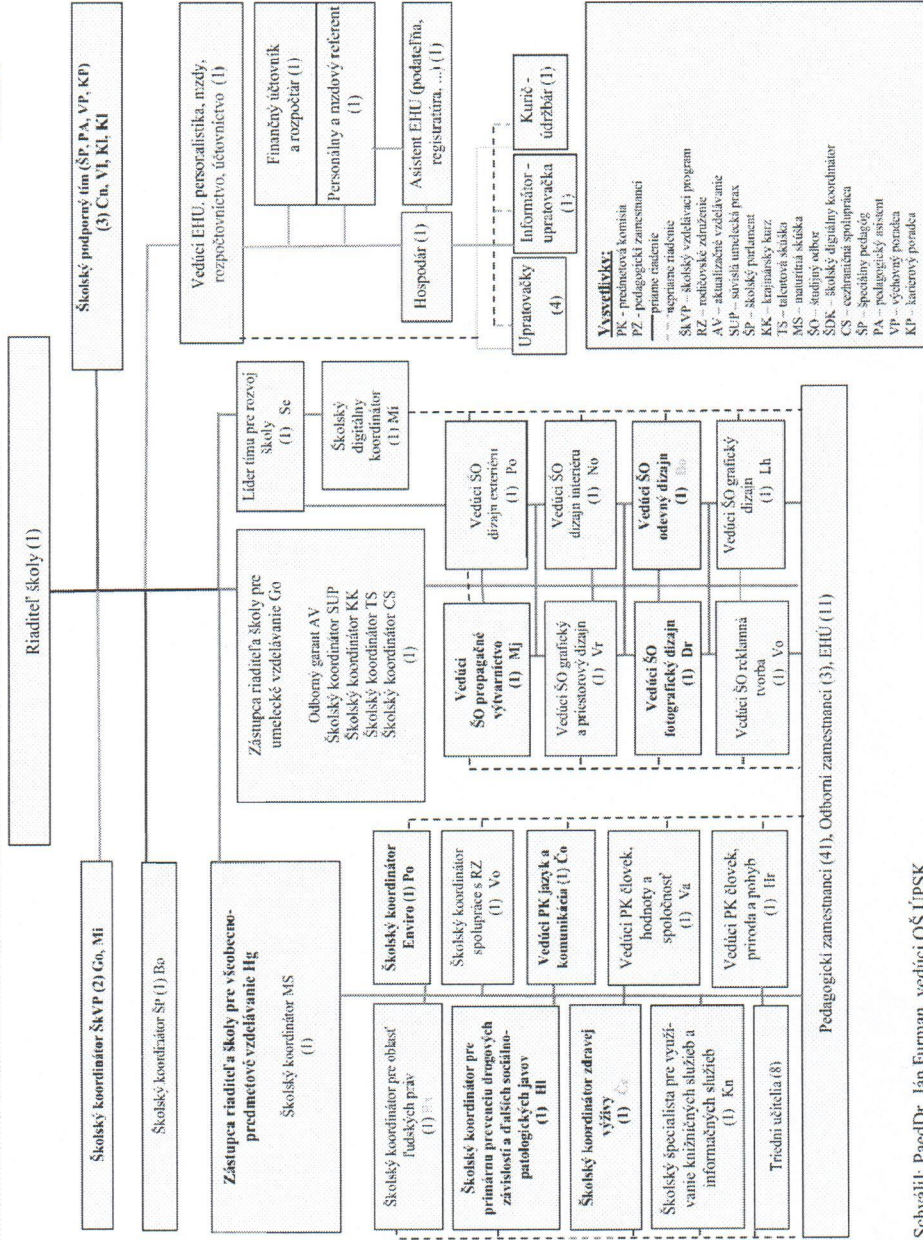 Riaditeľ školy (1)
Školský koordinátor ŠkVP (2) Go, Mi
Školský koordinátor ŠP (1) Bo
Školský podporný tím (ŠP, PA, VP, KP)
(3) Cn, VI, Kl, Kl
Zástupca riaditeľa školy pre všeobecno-
predmetové vzdelávanie Hg
Školský koordinátor MS
(1)
Zástupca riaditeľa školy pre
umelecké vzdelávanie Go
Odborný garant AV
Školský koordinátor SUP
Školský koordinátor KK
Školský koordinátor TS
Školský koordinátor CS
(1)
Líder tímu pre rozvoj
školy
(1) Se
Školský
digitálny
koordinátor
(1) Mi
Vedúci EHU, personalistika, mzdy,
rozpočtovníctvo, účtovníctvo (1)
Finančný účtovník
a rozpočtár (1)
Personálny a mzdový referent
(1)
Asistent EHU (podateľňa,
registratúra, ...) (1)
Hospodár (1)
Upratovačky
(4)
Informátor -
upratovačka
(1)
Kurič -
údržbár (1)
Školský koordinátor pre oblasť
ľudských práv
(1)
Školský koordinátor pre
primárnu prevenciu drogových
závislostí a ďalších sociálno-
patologických javov
(1) Hl
Školský koordinátor zdravej
výživy
(1)
Školský špecialista pre využí-
vanie knižničných služieb a
informačných služieb
(1) Kn
Triedni učitelia (8)
Školský koordinátor
Enviro (1) Po
Školský koordinátor
spolupráce s RZ
(1) Vo
Vedúci PK jazyk a
komunikácia (1) Čo
Vedúci PK človek,
hodnoty a
spoločnosť
(1) Va
Vedúci PK človek,
príroda a pohyb
(1) Hr
Vedúci
ŠO propagačné
výtvarníctvo
(1) Mj
Vedúci ŠO grafický
a priestorový dizajn
(1) Vr
Vedúci ŠO
fotografický dizajn
(1) Dr
Vedúci ŠO reklamná
tvorba
(1) Vo
Vedúci ŠO
dizajn exteriéru
(1) Po
Vedúci ŠO
dizajn interiéru
(1) No
Vedúci ŠO
odevný dizajn
(1)
Vedúci ŠO grafický
dizajn
(1) Lh
Pedagogickí zamestnanci (41), Odborní zamestnanci (3), EHU (11)
Vysvetlivky:
PK - predmetová komisia
PZ - pedagogickí zamestnanci
priame riadenie
nepriame riadenie
ŠkVP – školský vzdelávací program
RZ – rodičovské združenie
AV – aktualizačné vzdelávanie
SUP – súvislá umelecká prax
ŠP – školský parlament
KK – krajinársky kurz
TS – talentová skúška
MS – maturitná skúška
ŠO – študijný odbor
ŠDK – školský digitálny koordinátor
CS – cezhraničná spolupráca
ŠP – špeciálny pedagóg
PA – pedagogický asistent
VP – výchovný poradca
KP – kariérový poradca
Schválil: PaedDr. Ján Furman, vedúci OŠ ÚPSK